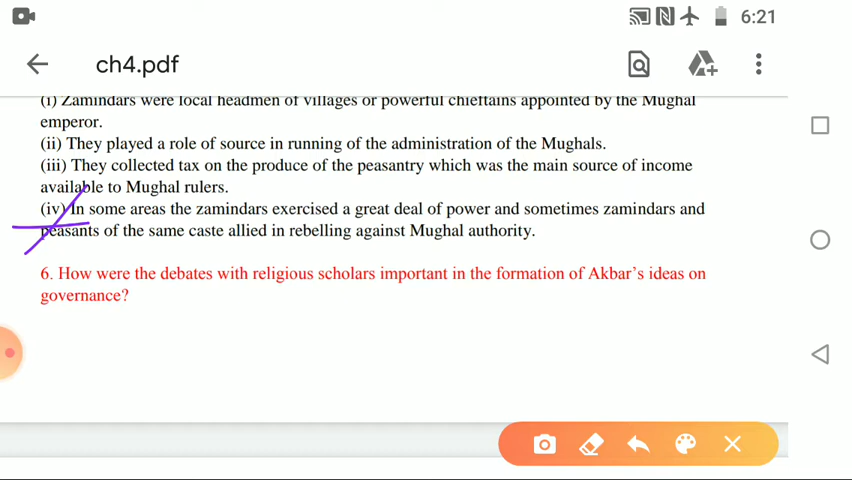 6:21
ch4.pdf
(i) Zamindars were local headmen of villages or powerful chieftains appointed by the Mughal
emperor.
(ii) They played a role of source in running of the administration of the Mughals.
(iii) They collected tax on the produce of the peasantry which was the main source of income
available to Mughal rulers.
(iv) In some areas the zamindars exercised a great deal of power and sometimes zamindars and
peasants of the same caste allied in rebelling against Mughal authority.
6. How were the debates with religious scholars important in the formation of Akbar's ideas on
governance?